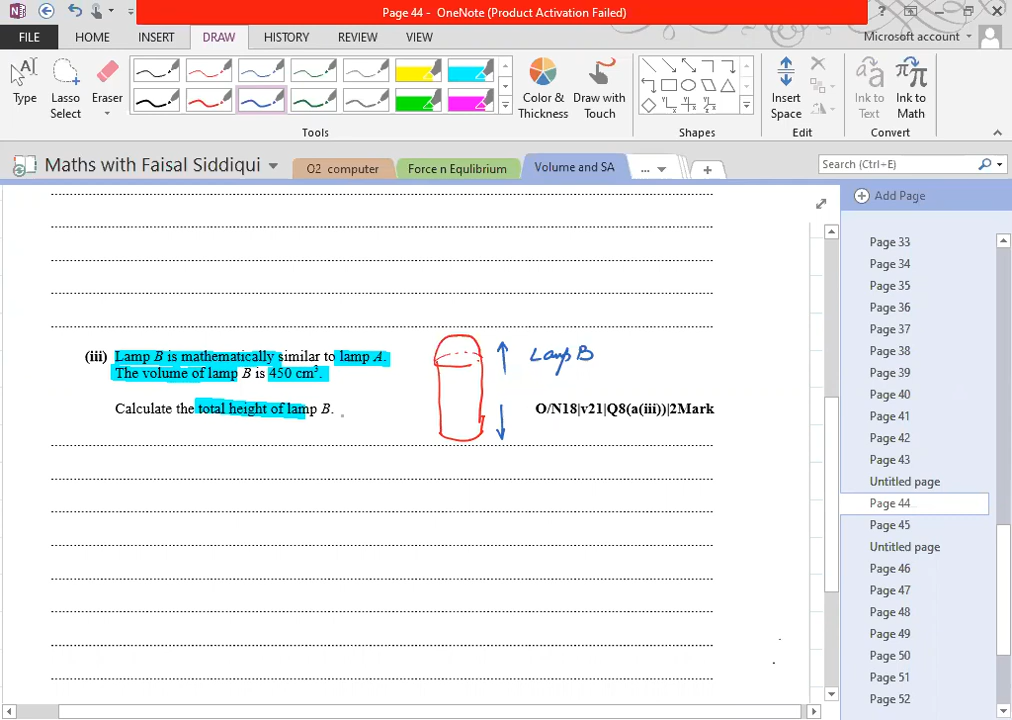 Page 44 - OneNote (Product Activation Failed)
?
FILE HOME INSERT DRAW HISTORY REVIEW VIEW
Microsoft account
Type
Lasso Select
Eraser
Color & Thickness
Draw with Touch
Insert Space
Ink to Text
Ink to Math
Tools
Shapes
Edit
Convert
Maths with Faisal Siddiqui
O2 computer
Force n Equlibrium
Volume and SA
...
Search (Ctrl+E)
Add Page
Page 33
Page 34
Page 35
Page 36
Page 37
Page 38
Page 39
Page 40
Page 41
Page 42
Page 43
Untitled page
Page 44
Page 45
Untitled page
Page 46
Page 47
Page 48
Page 49
Page 50
Page 51
Page 52
(iii) Lamp B is mathematically similar to lamp A.
The volume of lamp B is 450 cm³.
Lamp B
Calculate the total height of lamp B.
O/N18|v21|Q8(a(iii))|2Mark